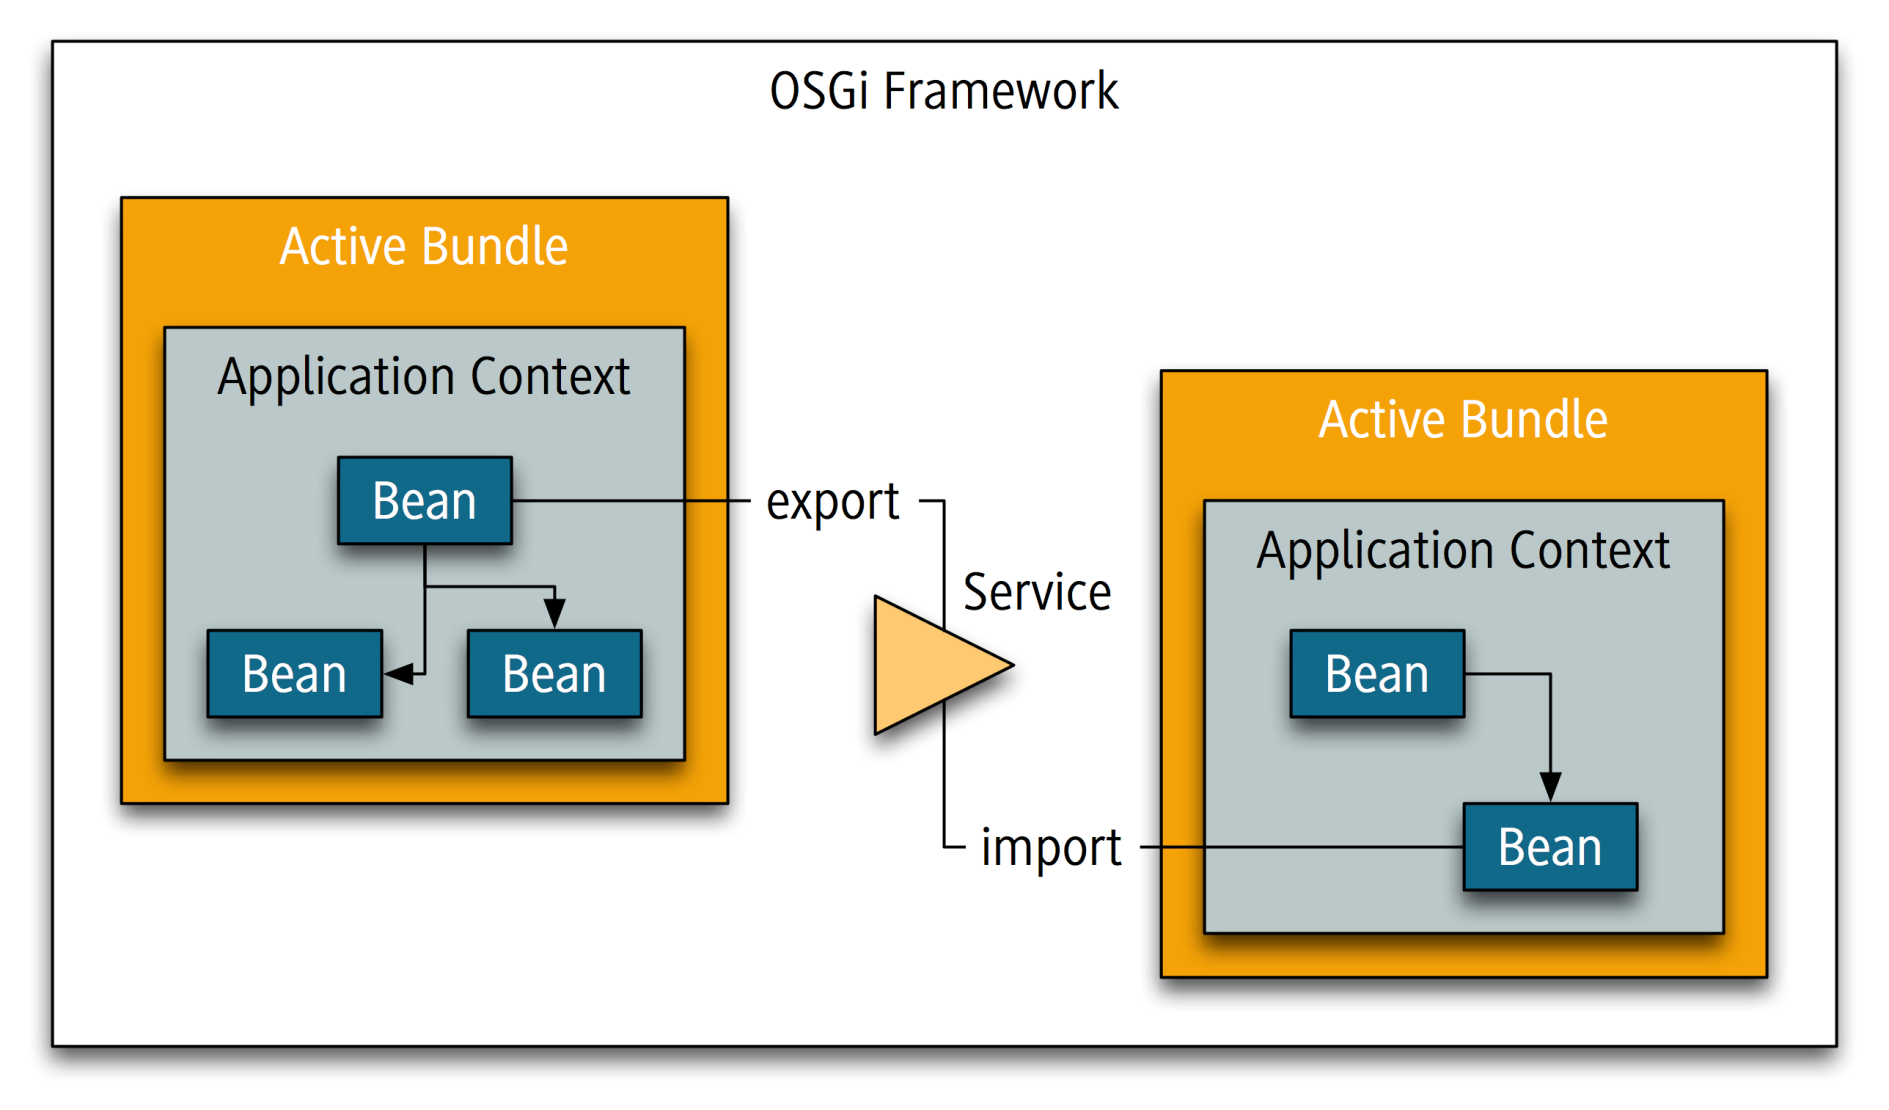 OSGi Framework
Active Bundle
Application Context
Bean
Bean
Bean
export
Service
import
Active Bundle
Application Context
Bean
Bean